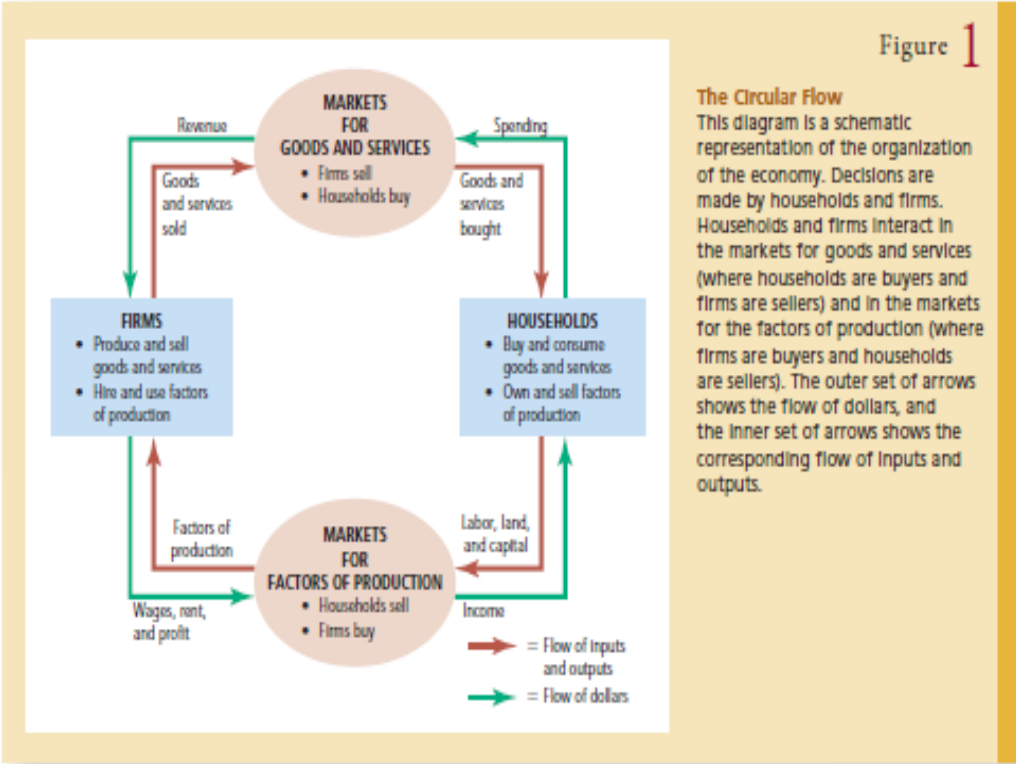 Figure 1
The Circular Flow
This diagram is a schematic
representation of the organization
of the economy. Decisions are
made by households and firms.
Households and firms interact in
the markets for goods and services
(where households are buyers and
firms are sellers) and in the markets
for the factors of production (where
firms are buyers and households
are sellers). The outer set of arrows
shows the flow of dollars, and
the inner set of arrows shows the
corresponding flow of inputs and
outputs.
MARKETS
FOR
GOODS AND SERVICES
• Firms sell
• Households buy
Revenue
Goods
and services
sold
Spending
Goods and
services
bought
FIRMS
• Produce and sell
goods and services
• Hire and use factors
of production
HOUSEHOLDS
• Buy and consume
goods and services
• Own and sell factors
of production
Factors of
production
Wages, rent,
and profit
MARKETS
FOR
FACTORS OF PRODUCTION
• Households sell
• Firms buy
Labor, land,
and capital
Income
= Flow of inputs
and outputs
= Flow of dollars